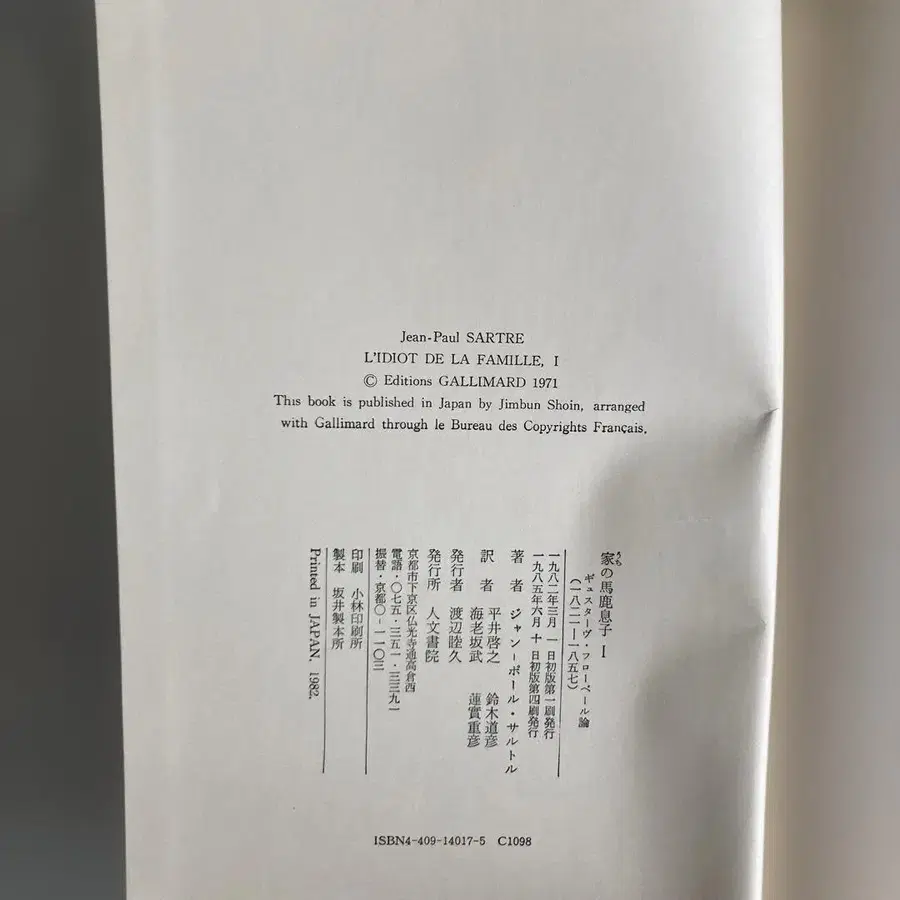 Jean-Paul SARTRE
L'IDIOT DE LA FAMILLE, I
© Editions GALLIMARD 1971
This book is published in Japan by Jimbun Shoin, arranged
with Gallimard through le Bureau des Copyrights Français.
家の馬鹿息子 I
うち
ギュスターヴ・フローベール論
(一八二一―一八五七)
一九八二年三月一日初版第一刷発行
一九八五年六月十日初版第四刷発行
著者 ジャン-ポール・サルトル
訳者 平井啓之 鈴木道彦
海老坂武 蓮實重彦
発行者 渡辺睦久
発行所 人文書院
京都市下京区仏光寺通高倉西
電話・〇七五・三五一・三三九一
振替・京都〇-一一〇三
印刷 小林印刷所
製本 坂井製本所
Printed in JAPAN, 1982.
ISBN4-409-14017-5 C1098